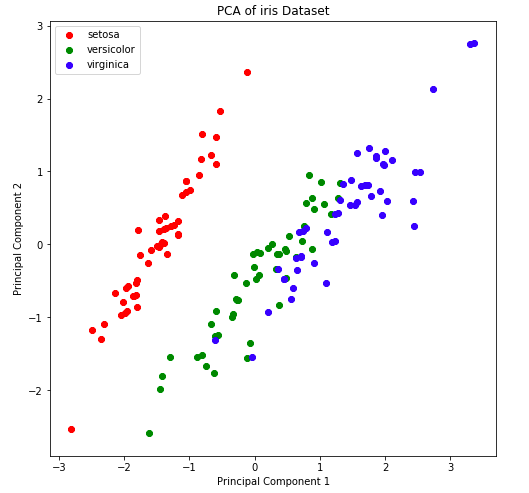 PCA of iris Dataset
setosa
versicolor
virginica
3
2
1
0
−1
−2
Principal Component 2
−3
−2
−1
0
1
2
3
Principal Component 1